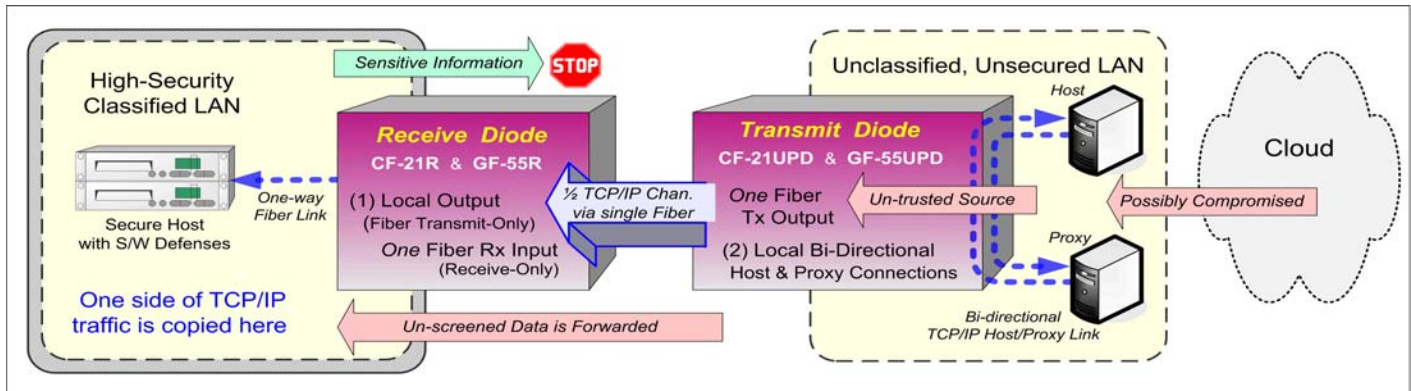 High-Security
Classified LAN
Sensitive Information
STOP
Secure Host
with S/W Defenses
One-way
Fiber Link
One side of TCP/IP
traffic is copied here
Receive Diode
CF-21R & GF-55R
(1) Local Output
(Fiber Transmit-Only)
One Fiber Rx Input
(Receive-Only)
½ TCP/IP Chan.
via single Fiber
Un-screened Data is Forwarded
Transmit Diode
CF-21UPD & GF-55UPD
One Fiber
Tx Output
(2) Local Bi-Directional
Host & Proxy Connections
Un-trusted Source
Unclassified, Unsecured LAN
Host
Proxy
Bi-directional
TCP/IP Host/Proxy Link
Possibly Compromised
Cloud